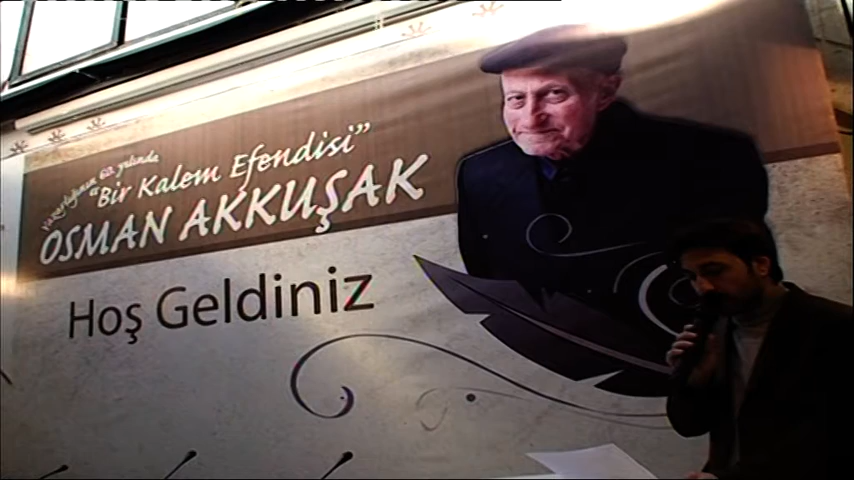 Yazarlığının 60. yılında
“Bir Kalem Efendisi”
OSMAN AKKUŞAK
Hoş Geldiniz